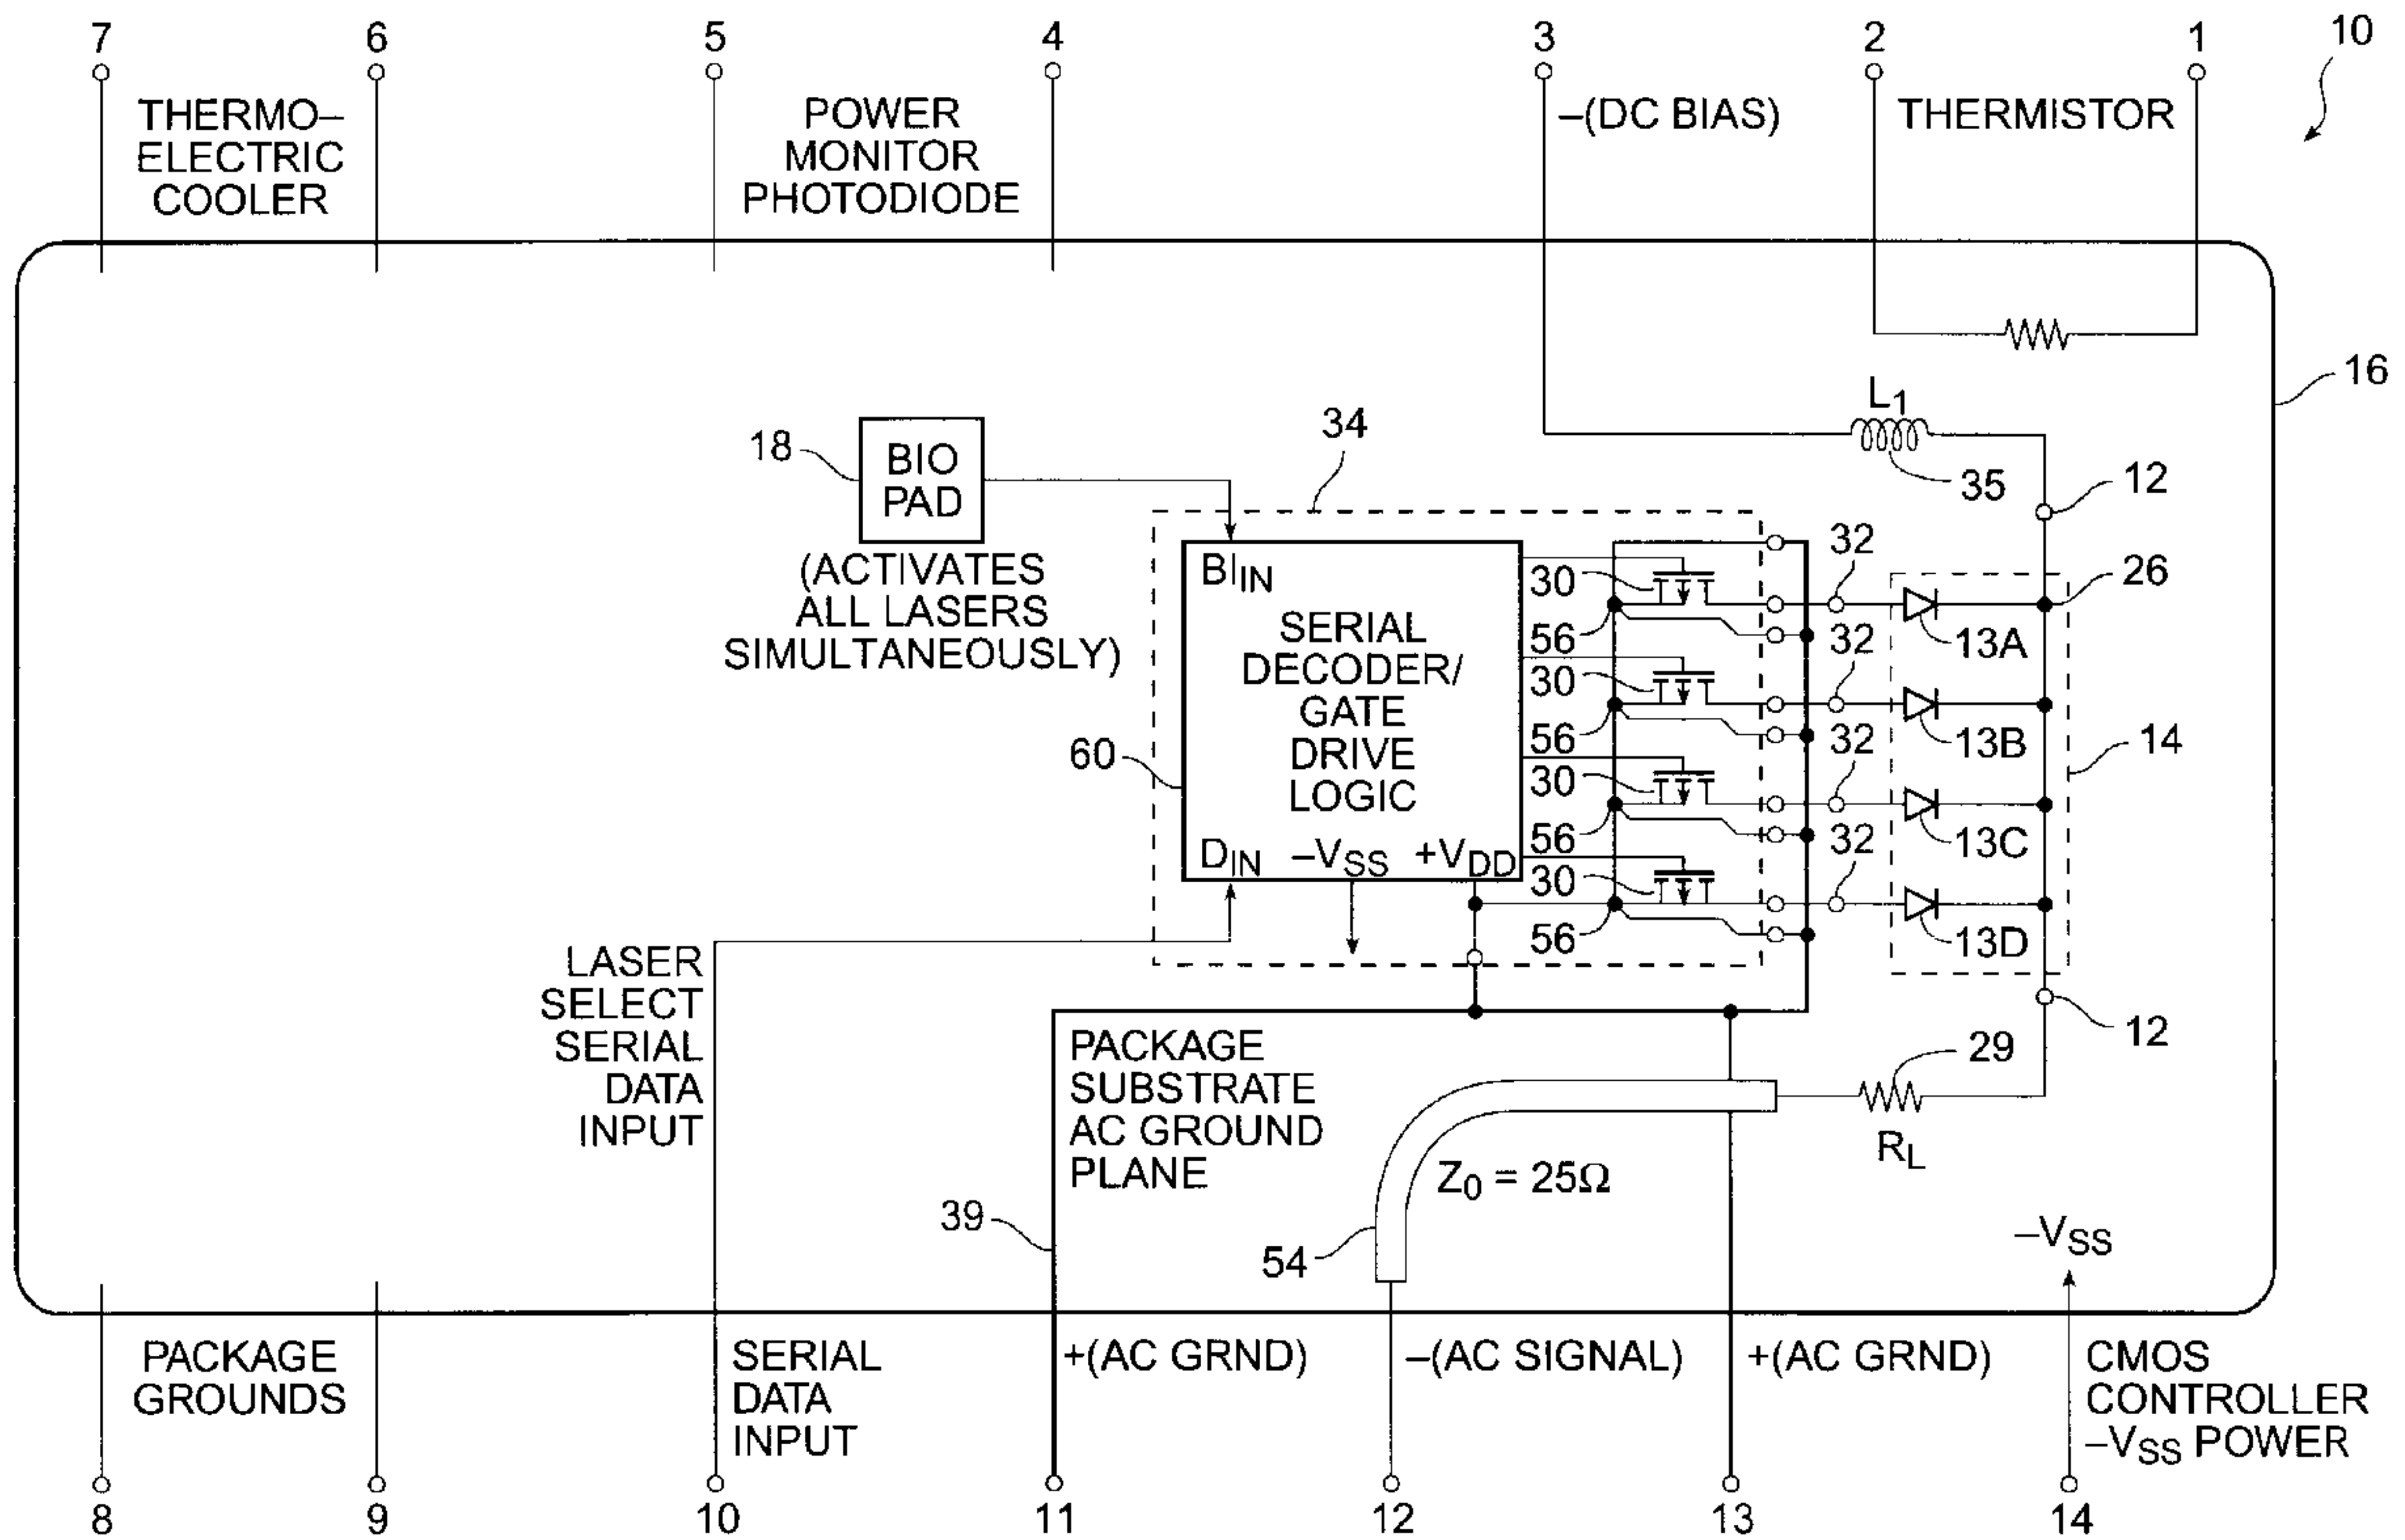 7
6
5
4
3
2
1
10
THERMO–
ELECTRIC
COOLER
POWER
MONITOR
PHOTODIODE
–(DC BIAS)
THERMISTOR
16
L1
35
12
18
BIO
PAD
(ACTIVATES
ALL LASERS
SIMULTANEOUSLY)
34
BIIN
SERIAL
DECODER/
GATE
DRIVE
LOGIC
DIN
–VSS
+VDD
60
30
56
30
56
30
56
30
56
32
32
32
32
26
13A
13B
13C
13D
14
12
LASER
SELECT
SERIAL
DATA
INPUT
PACKAGE
SUBSTRATE
AC GROUND
PLANE
29
RL
Z0 = 25Ω
39
54
–VSS
PACKAGE
GROUNDS
SERIAL
DATA
INPUT
+(AC GRND)
–(AC SIGNAL)
+(AC GRND)
CMOS
CONTROLLER
–VSS POWER
8
9
10
11
12
13
14